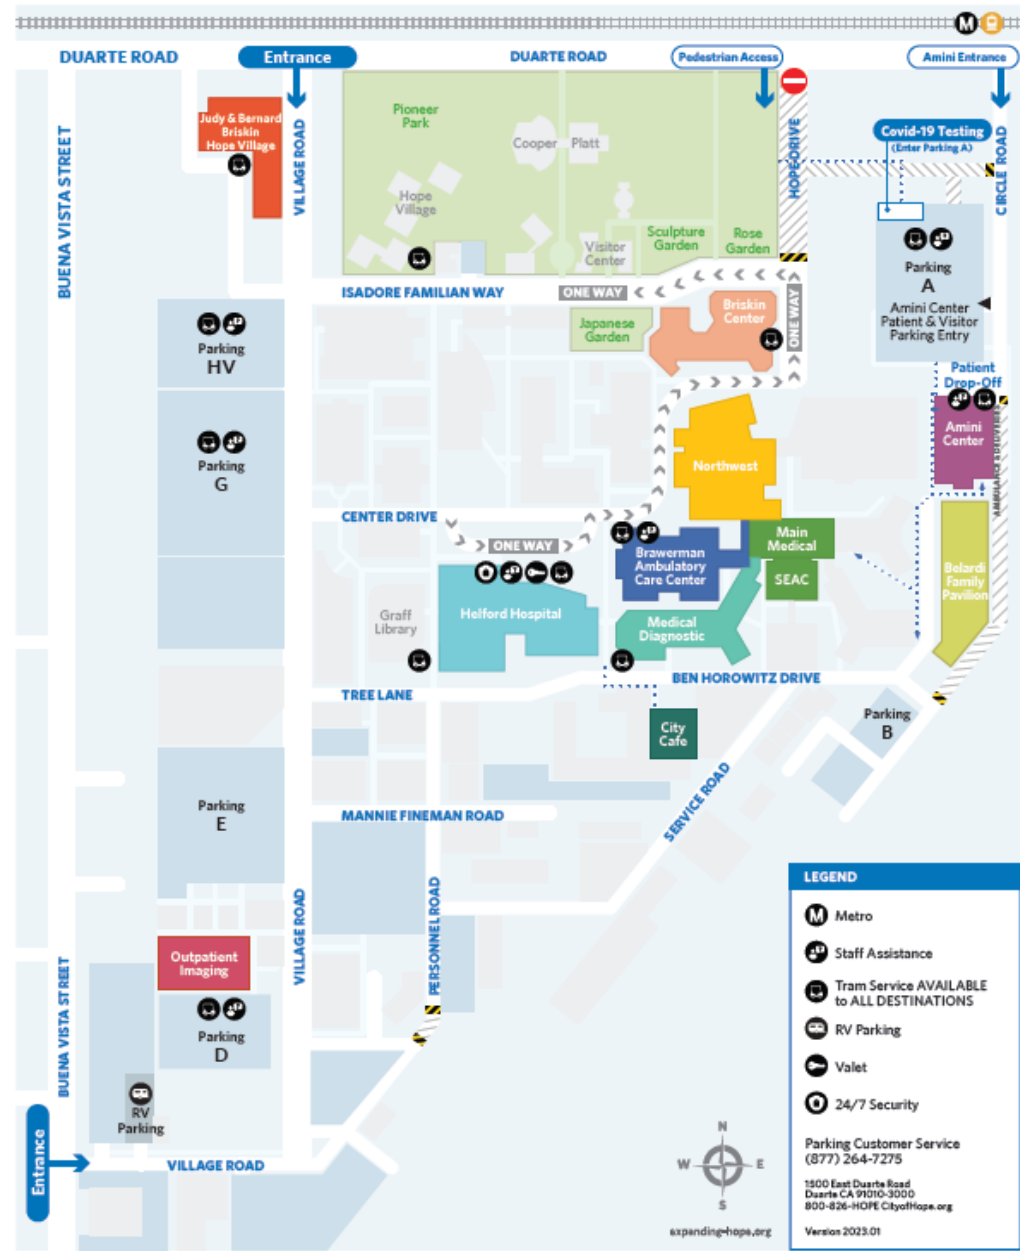 M
DUARTE ROAD
Entrance
DUARTE ROAD
Pedestrian Access
Amini Entrance
Judy & Bernard
Briskin
Hope Village
BUENA VISTA STREET
VILLAGE ROAD
Pioneer
Park
Cooper
Platt
Hope
Village
Visitor
Center
Sculpture
Garden
Rose
Garden
HOPE DRIVE
Covid-19 Testing
(Enter Parking A)
CIRCLE ROAD
Parking
A
Amini Center
Patient & Visitor
Parking Entry
ISADORE FAMILIAN WAY
ONE WAY
Japanese
Garden
Briskin
Center
ONE WAY
Parking
HV
Patient
Drop-Off
Amini
Center
AMBULANCE & DELIVERIES
Parking
G
Northwest
CENTER DRIVE
ONE WAY
Brawerman
Ambulatory
Care Center
Main
Medical
SEAC
Belardi
Family
Pavilion
Graff
Library
Helford Hospital
Medical
Diagnostic
TREE LANE
BEN HOROWITZ DRIVE
City
Cafe
Parking
B
Parking
E
MANNIE FINEMAN ROAD
SERVICE ROAD
VILLAGE ROAD
PERSONNEL ROAD
Outpatient
Imaging
BUENA VISTA STREET
Parking
D
RV
Parking
Entrance
VILLAGE ROAD
N
W
E
S
expanding-hope.org
LEGEND
M Metro
Staff Assistance
Tram Service AVAILABLE
to ALL DESTINATIONS
RV Parking
Valet
24/7 Security
Parking Customer Service
(877) 264-7275
1500 East Duarte Road
Duarte CA 91010-3000
800-826-HOPE CityofHope.org
Version 2023.01